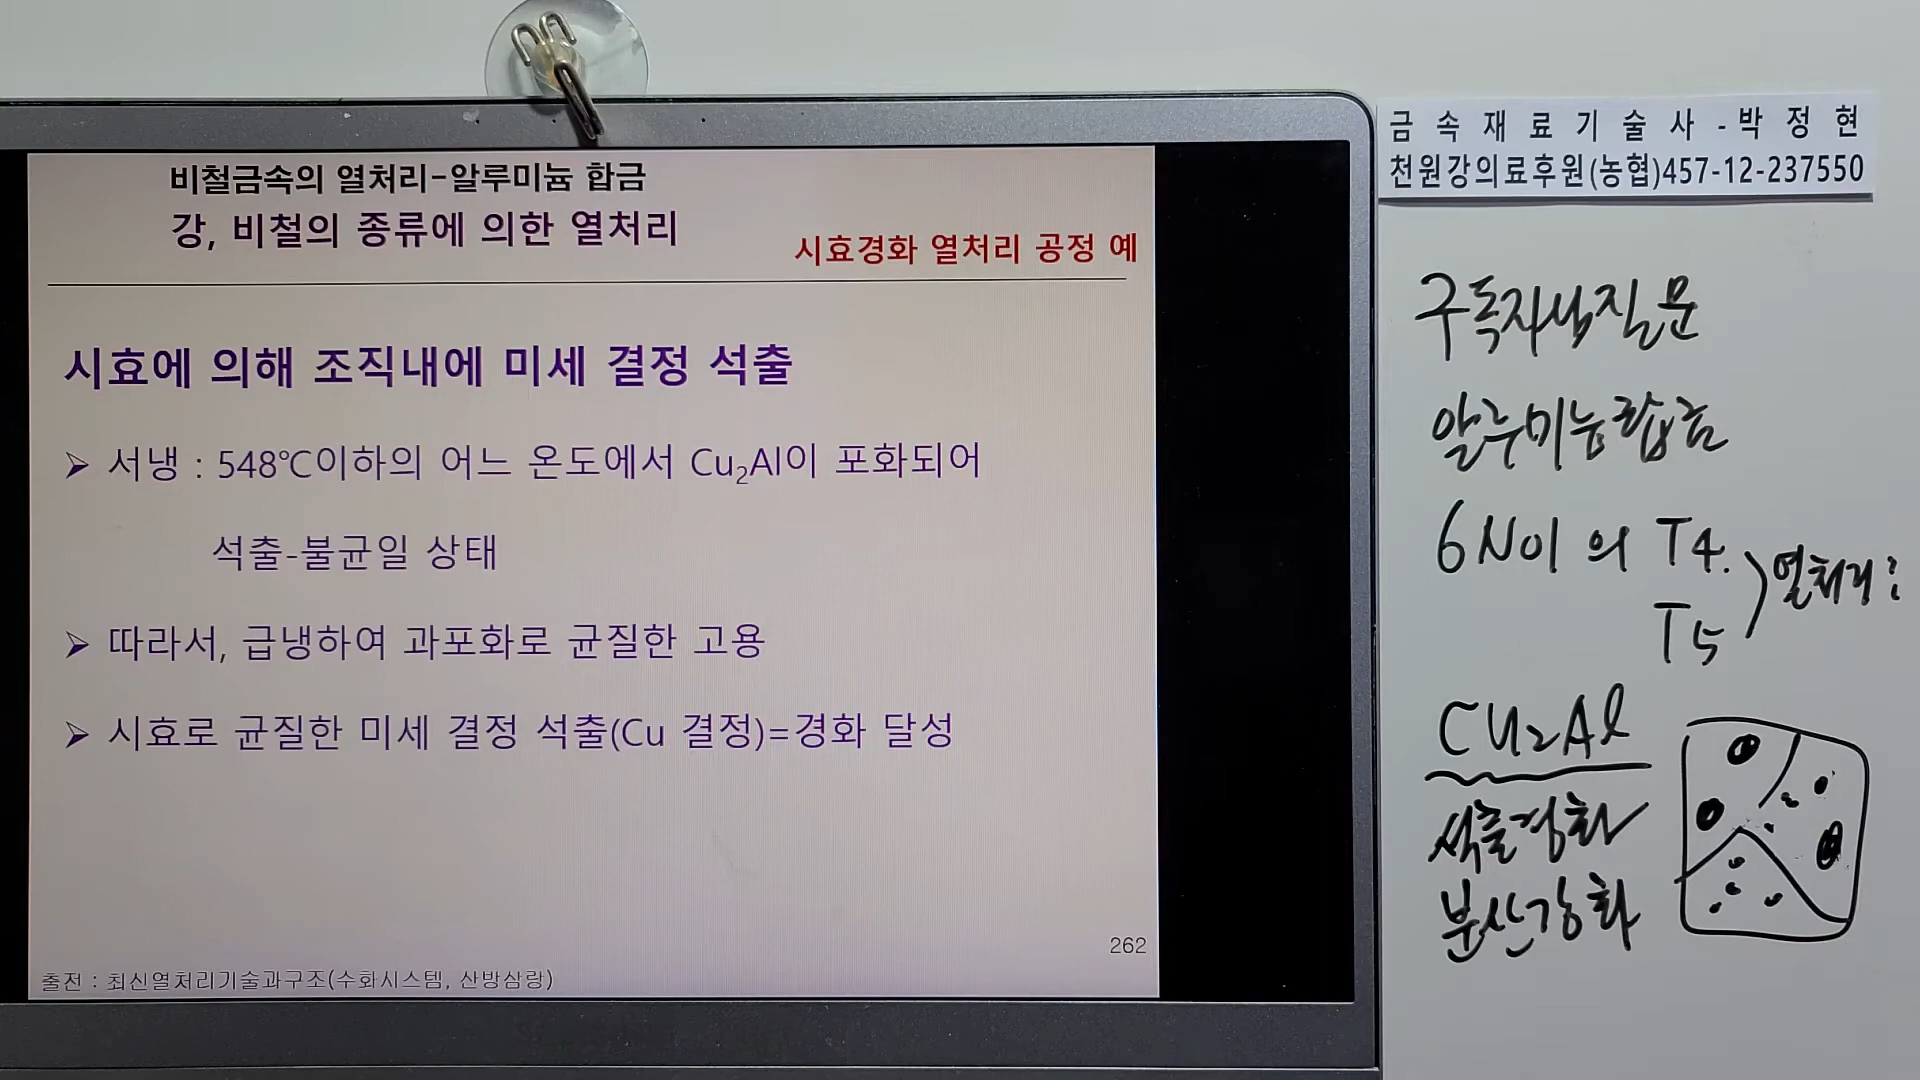 비철금속의 열처리-알루미늄 합금
강, 비철의 종류에 의한 열처리
시효경화 열처리 공정 예
시효에 의해 조직내에 미세 결정 석출
➢ 서냉 : 548℃이하의 어느 온도에서 Cu₂Al이 포화되어
석출-불균일 상태
➢ 따라서, 급냉하여 과포화로 균질한 고용
➢ 시효로 균질한 미세 결정 석출(Cu 결정)=경화 달성
262
출전 : 최신열처리기술과구조(수화시스템, 산방삼랑)
금속재료기술사-박정현
천원강의료후원(농협)457-12-237550
구독자님질문
알루미늄합금
6N01 의 T4.
T5
열처리?
CU₂Al
석출경화
분산강화